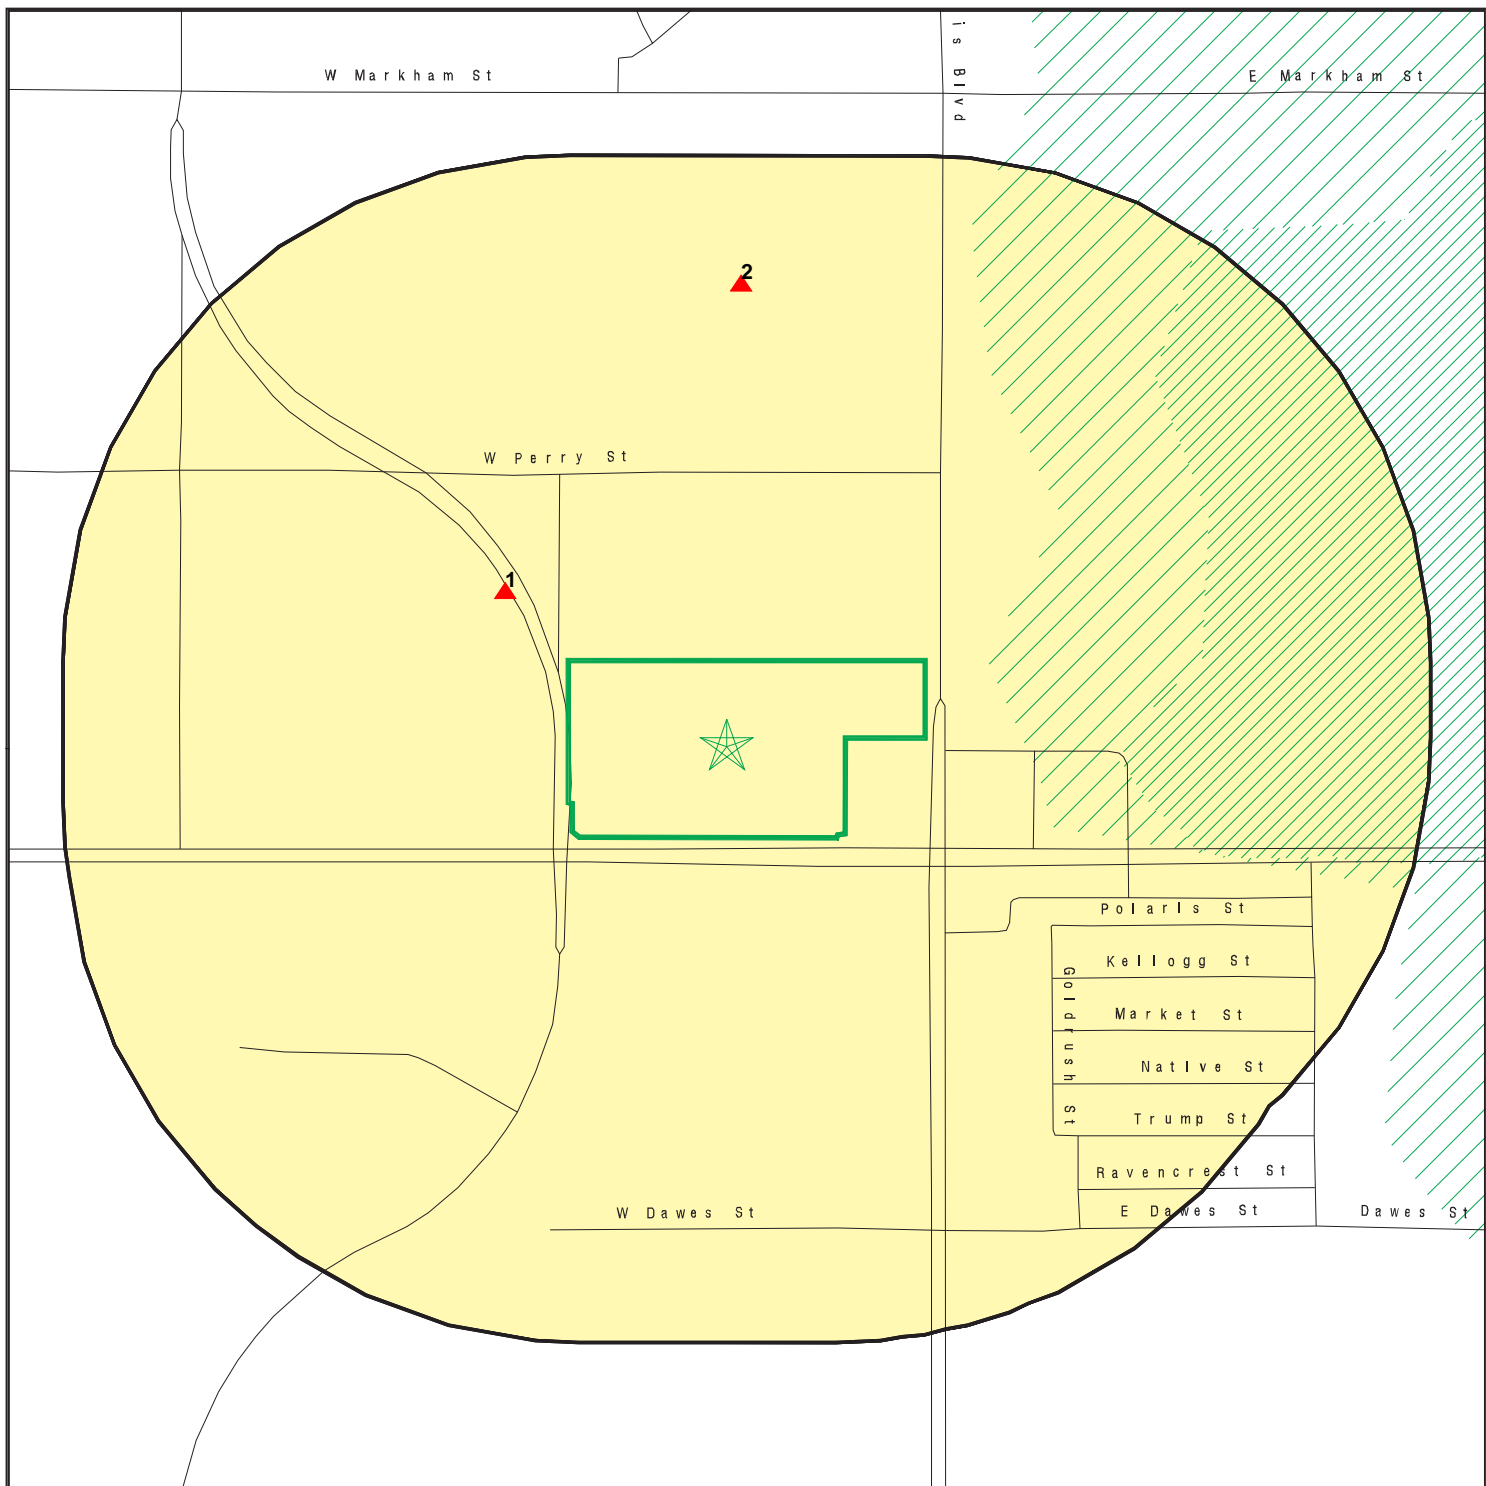 is Blvd
W Markham St
E Markham St
2
W Perry St
1
Polaris St
Kellogg St
Goldrush St
Market St
Native St
Trump St
Ravencrest St
W Dawes St
E Dawes St
Dawes St